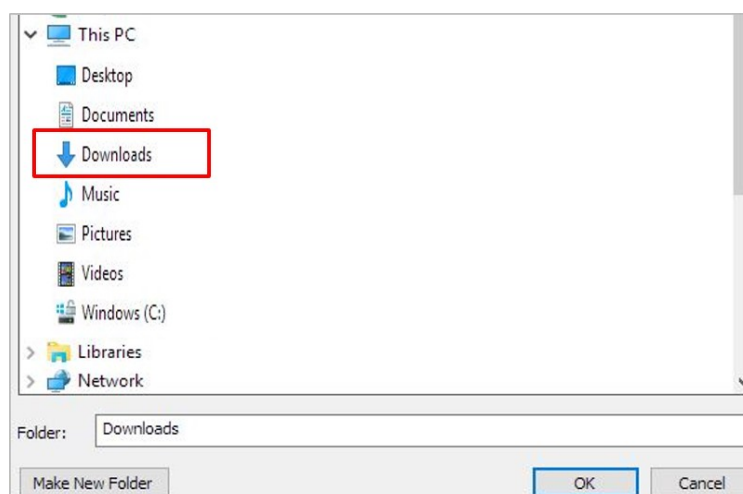 This PC
Desktop
Documents
Downloads
Music
Pictures
Videos
Windows (C:)
Libraries
Network
Folder: Downloads
Make New Folder OK Cancel